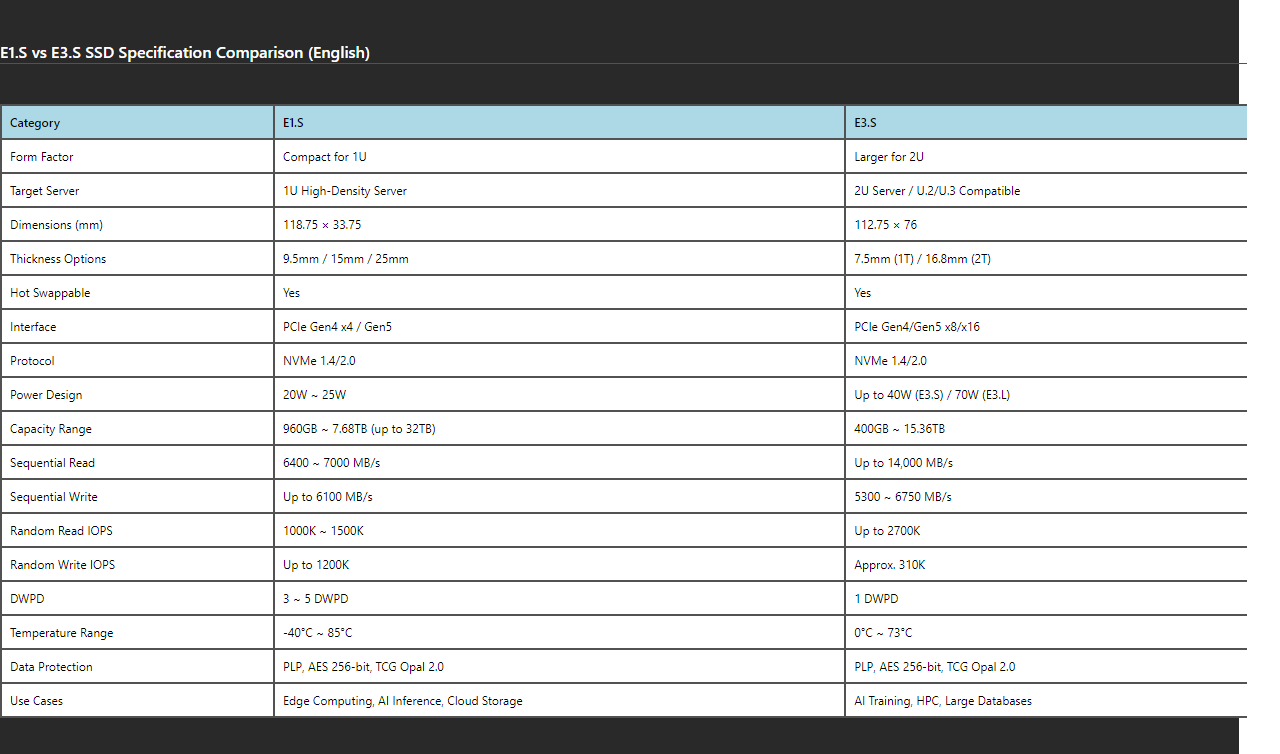 E1.S vs E3.S SSD Specification Comparison (English)
Category E1.S E3.S
Form Factor Compact for 1U Larger for 2U
Target Server 1U High-Density Server 2U Server / U.2/U.3 Compatible
Dimensions (mm) 118.75 × 33.75 112.75 × 76
Thickness Options 9.5mm / 15mm / 25mm 7.5mm (1T) / 16.8mm (2T)
Hot Swappable Yes Yes
Interface PCIe Gen4 x4 / Gen5 PCIe Gen4/Gen5 x8/x16
Protocol NVMe 1.4/2.0 NVMe 1.4/2.0
Power Design 20W ~ 25W Up to 40W (E3.S) / 70W (E3.L)
Capacity Range 960GB ~ 7.68TB (up to 32TB) 400GB ~ 15.36TB
Sequential Read 6400 ~ 7000 MB/s Up to 14,000 MB/s
Sequential Write Up to 6100 MB/s 5300 ~ 6750 MB/s
Random Read IOPS 1000K ~ 1500K Up to 2700K
Random Write IOPS Up to 1200K Approx. 310K
DWPD 3 ~ 5 DWPD 1 DWPD
Temperature Range -40°C ~ 85°C 0°C ~ 73°C
Data Protection PLP, AES 256-bit, TCG Opal 2.0 PLP, AES 256-bit, TCG Opal 2.0
Use Cases Edge Computing, AI Inference, Cloud Storage AI Training, HPC, Large Databases